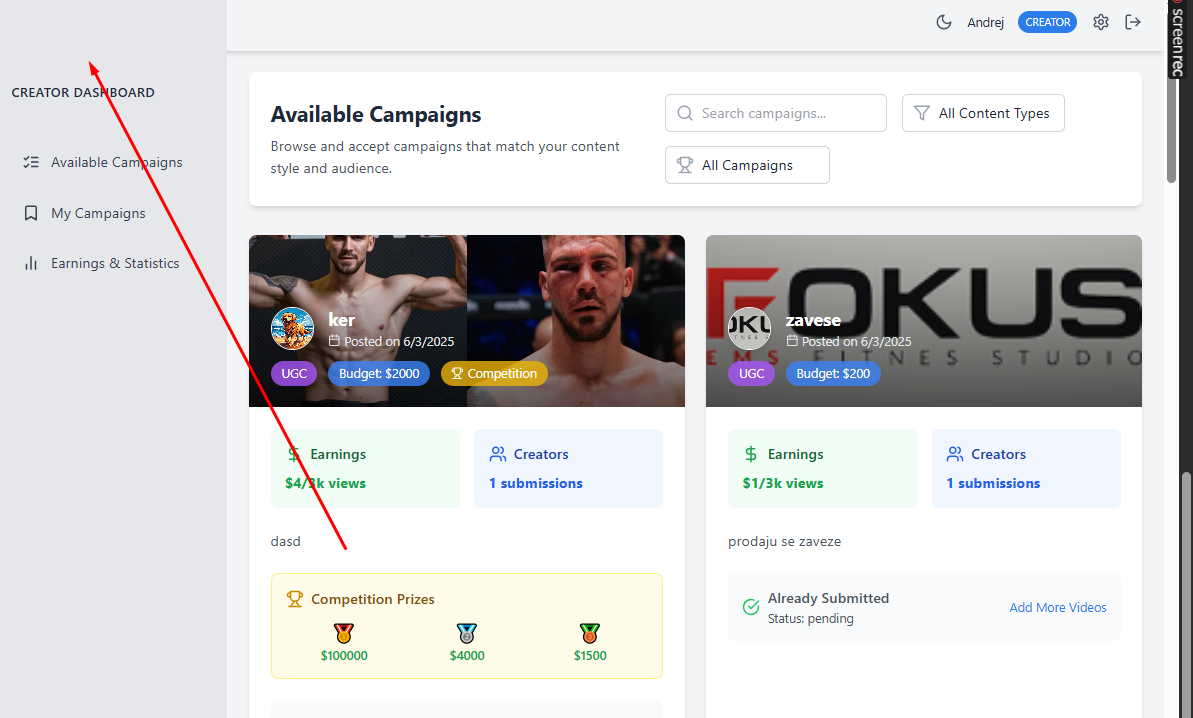 Andrej
CREATOR
screenrec
CREATOR DASHBOARD
Available Campaigns
My Campaigns
Earnings & Statistics
Available Campaigns
Browse and accept campaigns that match your content
style and audience.
Search campaigns...
All Content Types
All Campaigns
ker
Posted on 6/3/2025
UGC
Budget: $2000
Competition
Earnings
$4/3k views
Creators
1 submissions
dasd
Competition Prizes
$100000
$4000
$1500
FOKUS
EMS FITNES STUDIO
zavese
Posted on 6/3/2025
UGC
Budget: $200
Earnings
$1/3k views
Creators
1 submissions
prodaju se zaveze
Already Submitted
Status: pending
Add More Videos